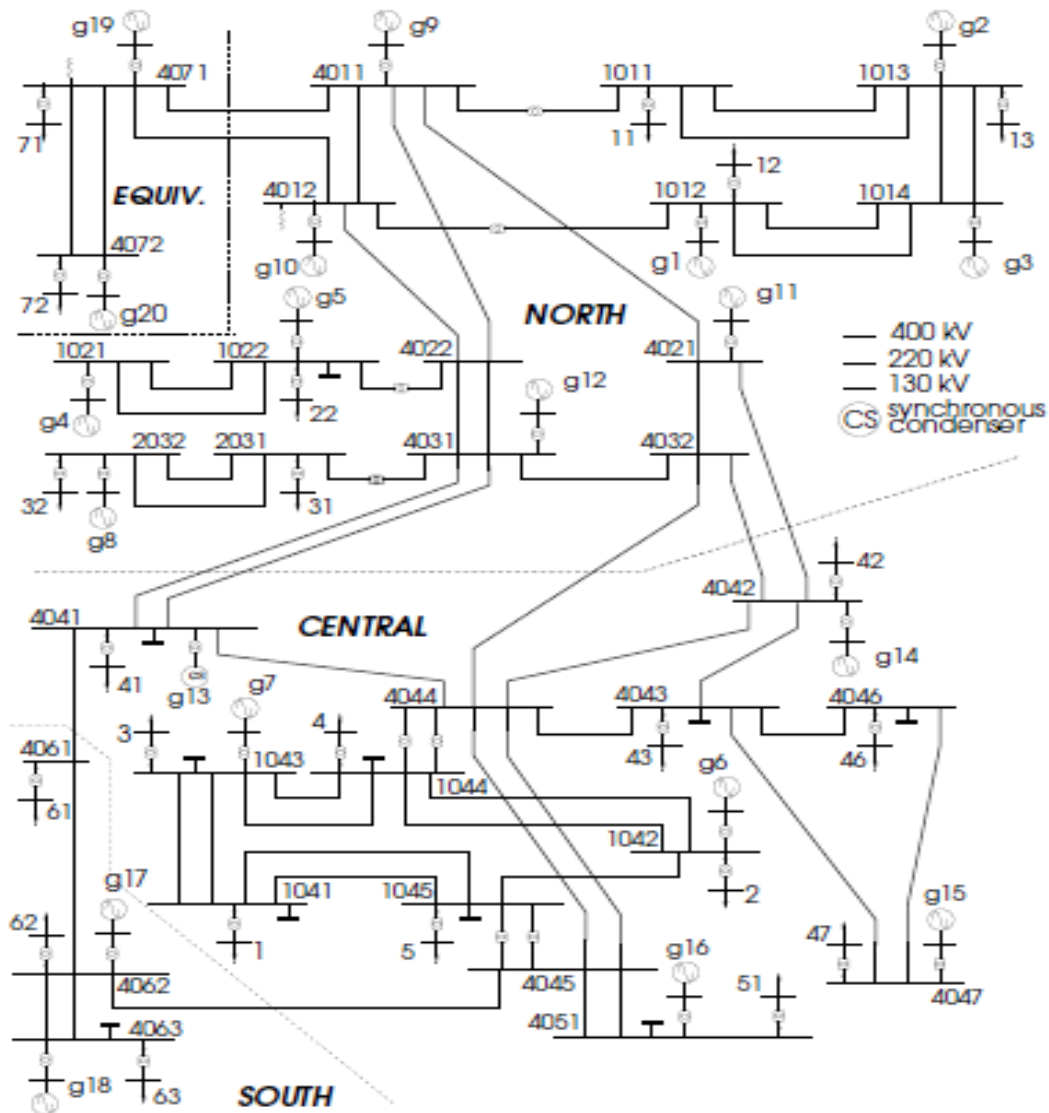 g19 g9 g2
4071 4011 1011 1013
71 11 13
12
EQUIV. 4012 1012 1014
4072
g10 g1 g3
72 g20 g5 NORTH g11
400 kV
220 kV
130 kV
CS synchronous
condenser
1021 1022 4022 4021
g12
g4 22
2032 2031 4031 4032
32 g8 31
42
4041 CENTRAL 4042
41 g13 g7 g14
4044 4043 4046
3 4
4061 1043 43 g6 46
1044
61
1042
g17 2
1041 1045 g15
62 47
1 5 g16
4062 4045 51 4047
4063 4051
g18 63
SOUTH